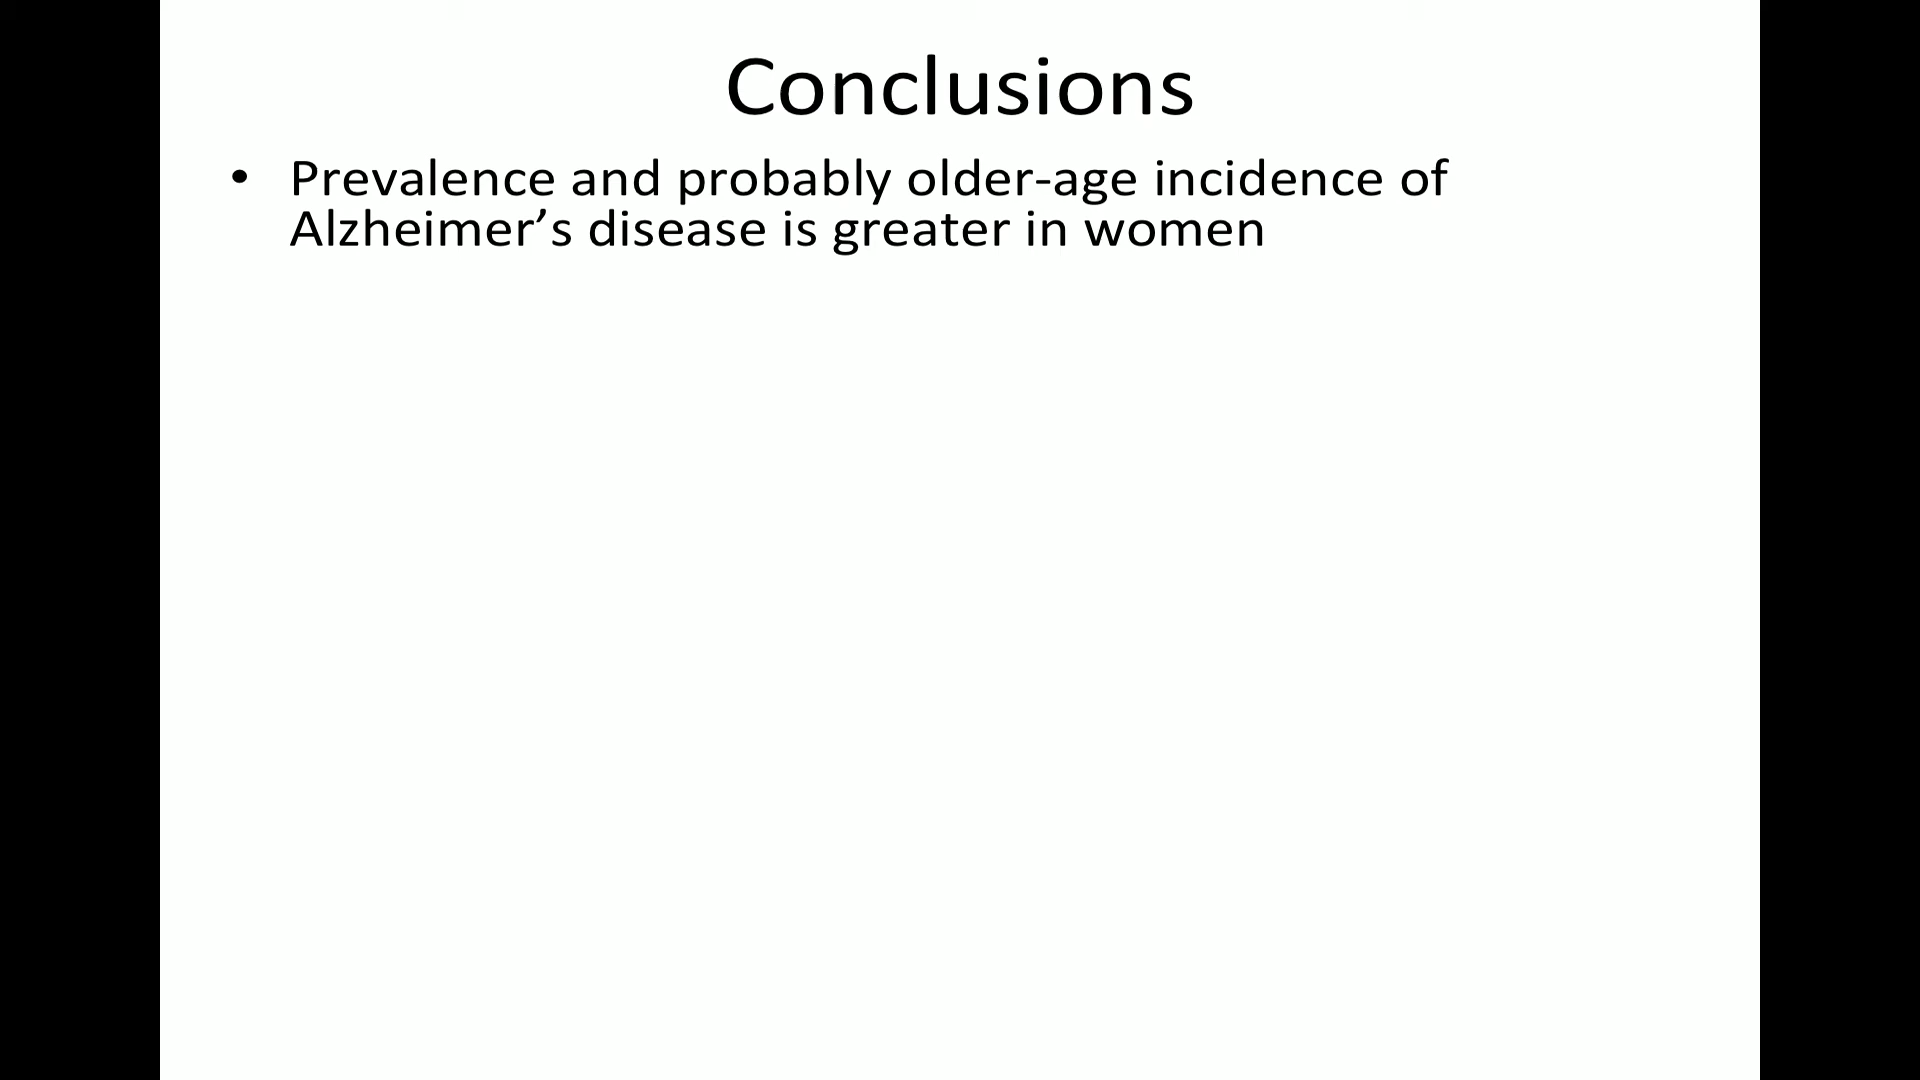 Conclusions
• Prevalence and probably older-age incidence of
Alzheimer’s disease is greater in women